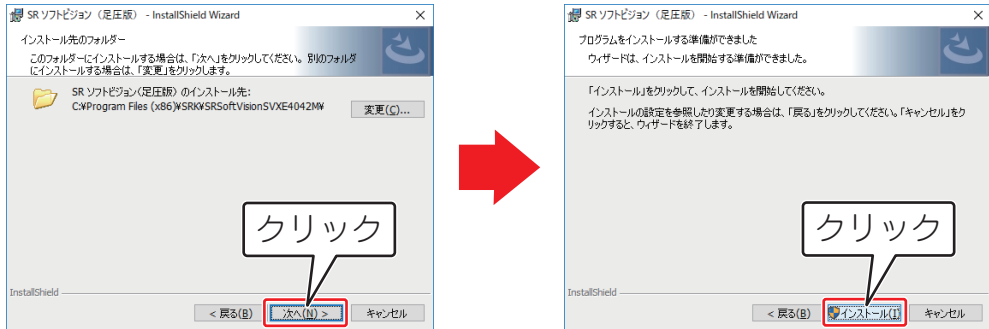 SR ソフトビジョン（足圧版） - InstallShield Wizard
インストール先のフォルダー
このフォルダーにインストールする場合は、「次へ」をクリックしてください。別のフォルダ
にインストールする場合は、「変更」をクリックします。
SR ソフトビジョン(足圧版) のインストール先:
C:¥Program Files (x86)¥SRK¥SRSoftVisionSVXE4042M¥
変更(C)...
クリック
InstallShield
< 戻る(B)
次へ(N) >
キャンセル
SR ソフトビジョン（足圧版） - InstallShield Wizard
プログラムをインストールする準備ができました
ウィザードは、インストールを開始する準備ができました。
「インストール」をクリックして、インストールを開始してください。
インストールの設定を参照したり変更する場合は、「戻る」をクリックしてください。「キャンセル」をク
リックすると、ウィザードを終了します。
クリック
InstallShield
< 戻る(B)
インストール(I)
キャンセル